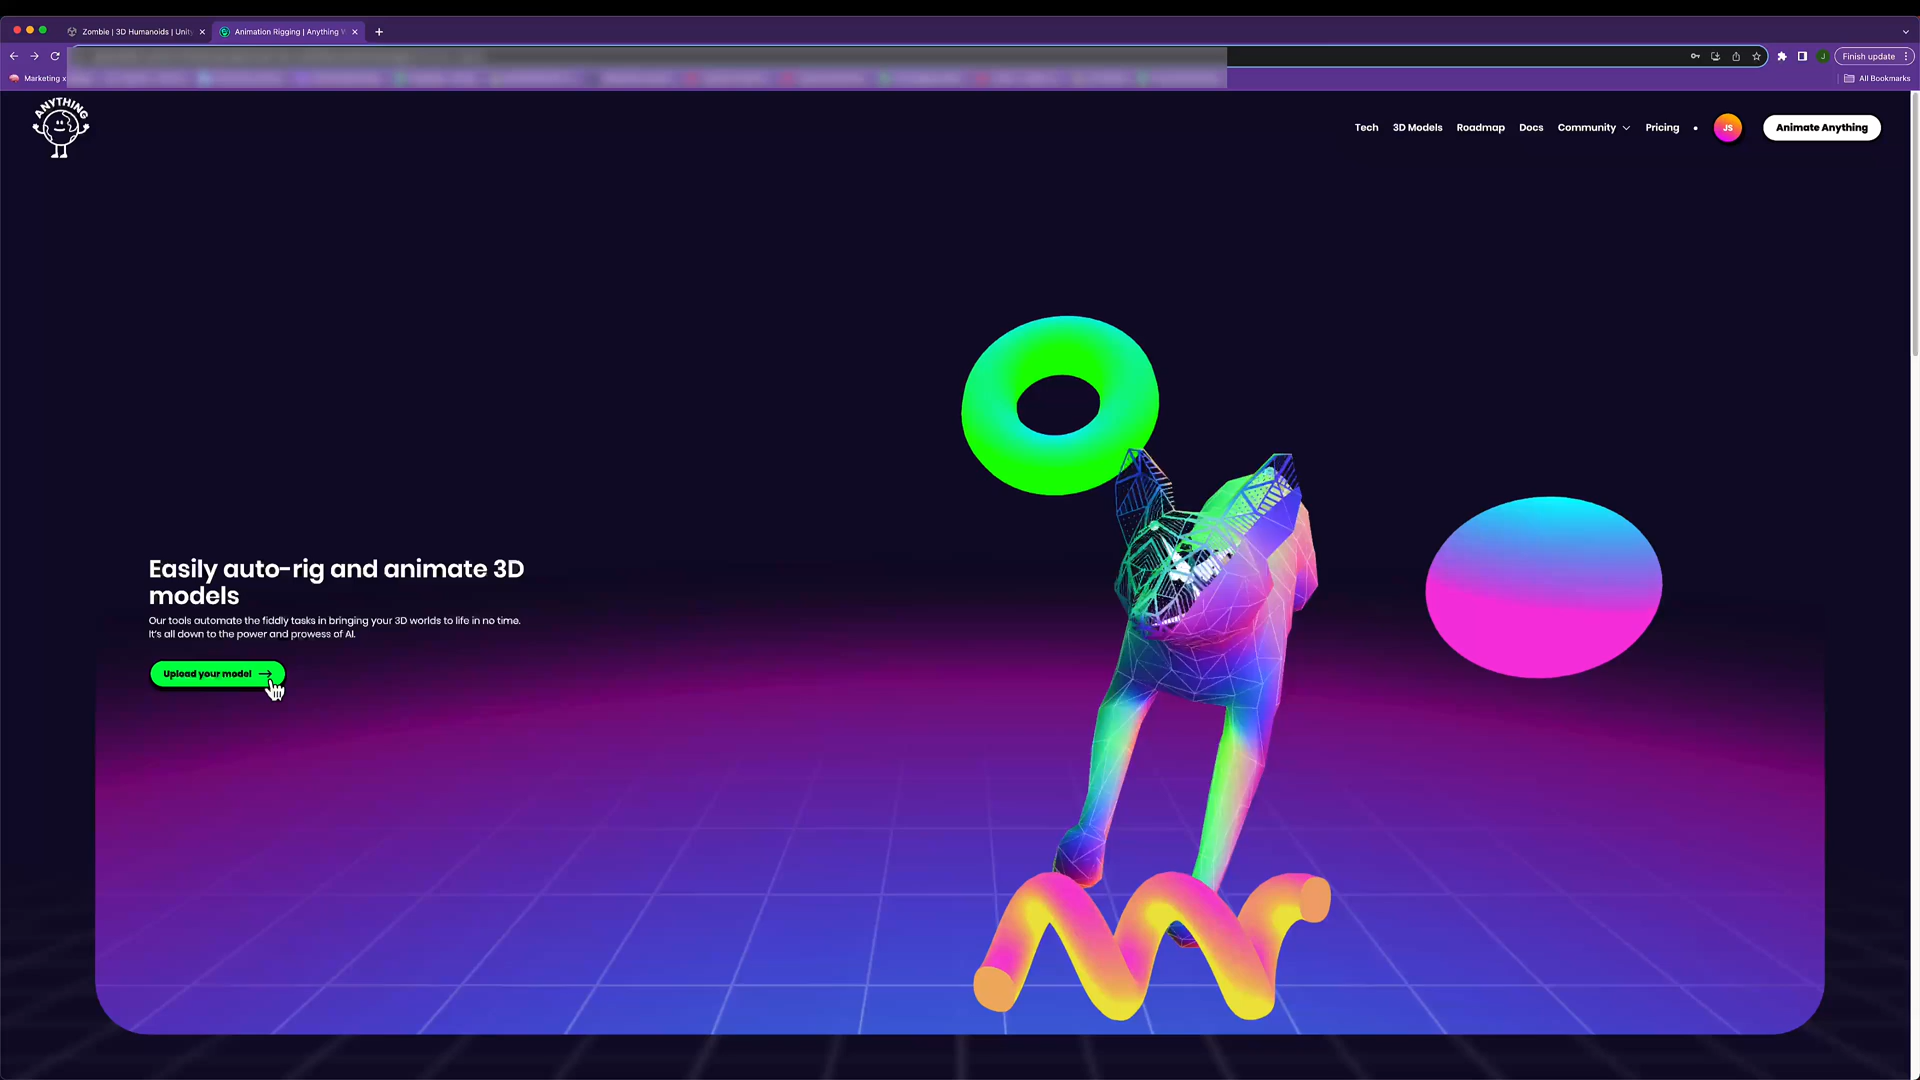 Zombie | 3D Humanoids | Unit
Animation Rigging | Anything W
Finish update
Marketing x
All Bookmarks
ANYTHING
Tech
3D Models
Roadmap
Docs
Community
Pricing
JS
Animate Anything
Easily auto-rig and animate 3D
models
Our tools automate the fiddly tasks in bringing your 3D worlds to life in no time.
It's all down to the power and prowess of AI.
Upload your model